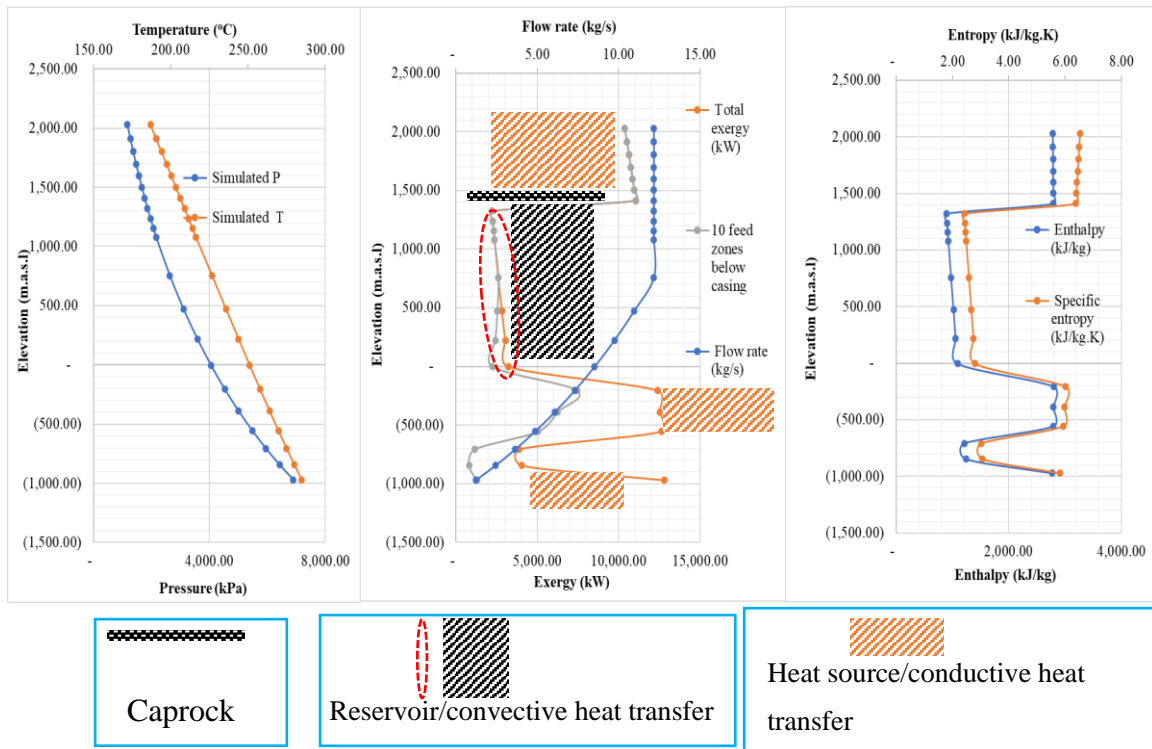 Temperature (ºC)
150.00 200.00 250.00 300.00
2,500.00
2,000.00
1,500.00
1,000.00
500.00
-
(500.00)
(1,000.00)
(1,500.00)
Elevation (m.a.s.l)
Simulated P
Simulated T
- 4,000.00 8,000.00
Pressure (kPa)
Flow rate (kg/s)
- 5.00 10.00 15.00
2,500.00
2,000.00
1,500.00
1,000.00
500.00
-
(500.00)
(1,000.00)
(1,500.00)
Elevation (m.a.s.l)
Total
exergy
(kW)
10 feed
zones
below
casing
Flow rate
(kg/s)
- 5,000.00 10,000.00 15,000.00
Exergy (kW)
Entropy (kJ/kg.K)
- 2.00 4.00 6.00 8.00
2,500.00
2,000.00
1,500.00
1,000.00
500.00
-
(500.00)
(1,000.00)
(1,500.00)
Elevation (m.a.s.l)
Enthalpy
(kJ/kg)
Specific
entropy
(kJ/kg.K)
- 2,000.00 4,000.00
Enthalpy (kJ/kg)
Caprock
Reservoir/convective heat transfer
Heat source/conductive heat
transfer